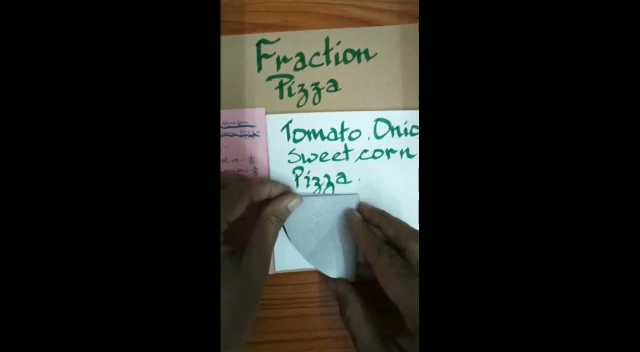 Fraction
Pizza
Tomato. Onio
Sweet corn
Pizza.